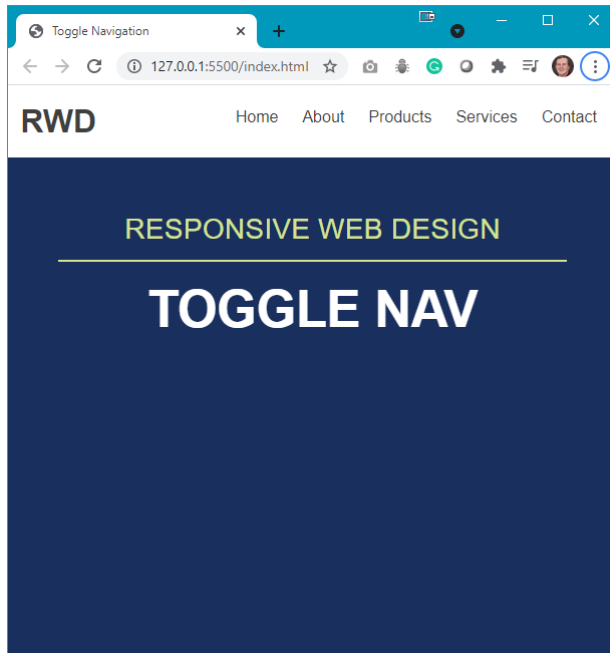 Toggle Navigation
127.0.0.1:5500/index.html
RWD
Home About Products Services Contact
RESPONSIVE WEB DESIGN
TOGGLE NAV